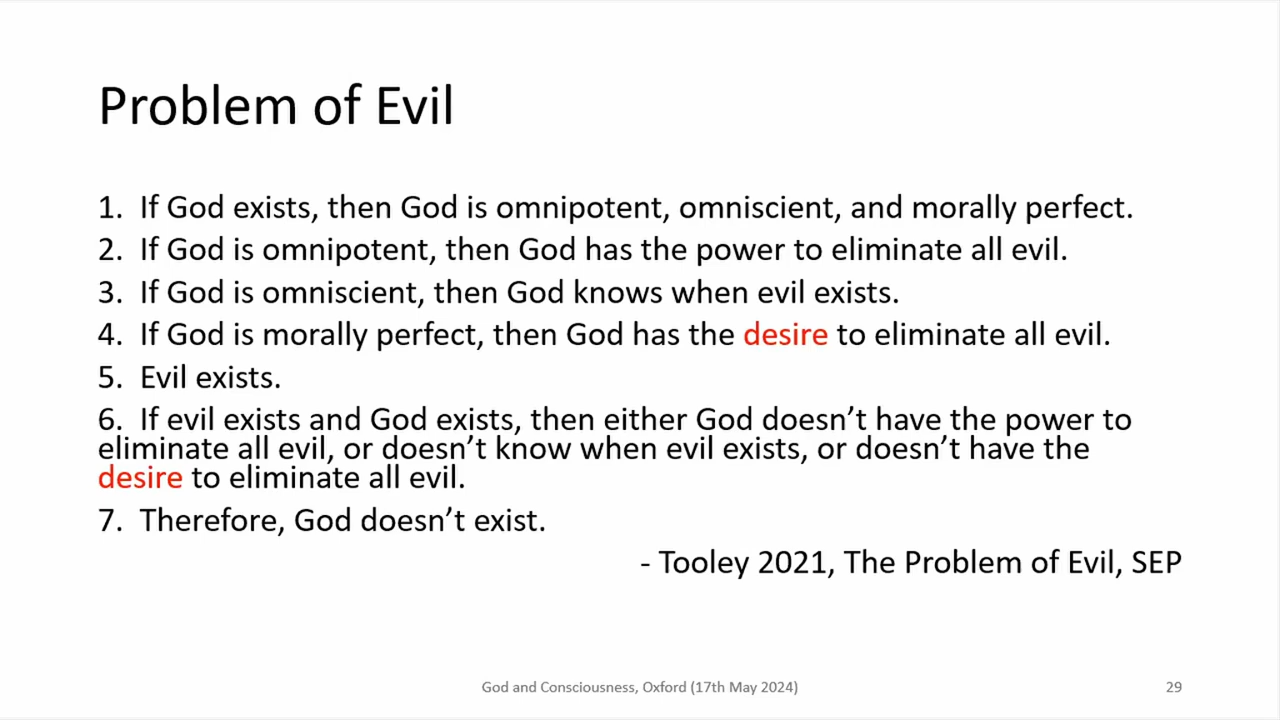 Problem of Evil
1. If God exists, then God is omnipotent, omniscient, and morally perfect.
2. If God is omnipotent, then God has the power to eliminate all evil.
3. If God is omniscient, then God knows when evil exists.
4. If God is morally perfect, then God has the desire to eliminate all evil.
5. Evil exists.
6. If evil exists and God exists, then either God doesn’t have the power to
eliminate all evil, or doesn’t know when evil exists, or doesn’t have the
desire to eliminate all evil.
7. Therefore, God doesn’t exist.
- Tooley 2021, The Problem of Evil, SEP
God and Consciousness, Oxford (17th May 2024)
29